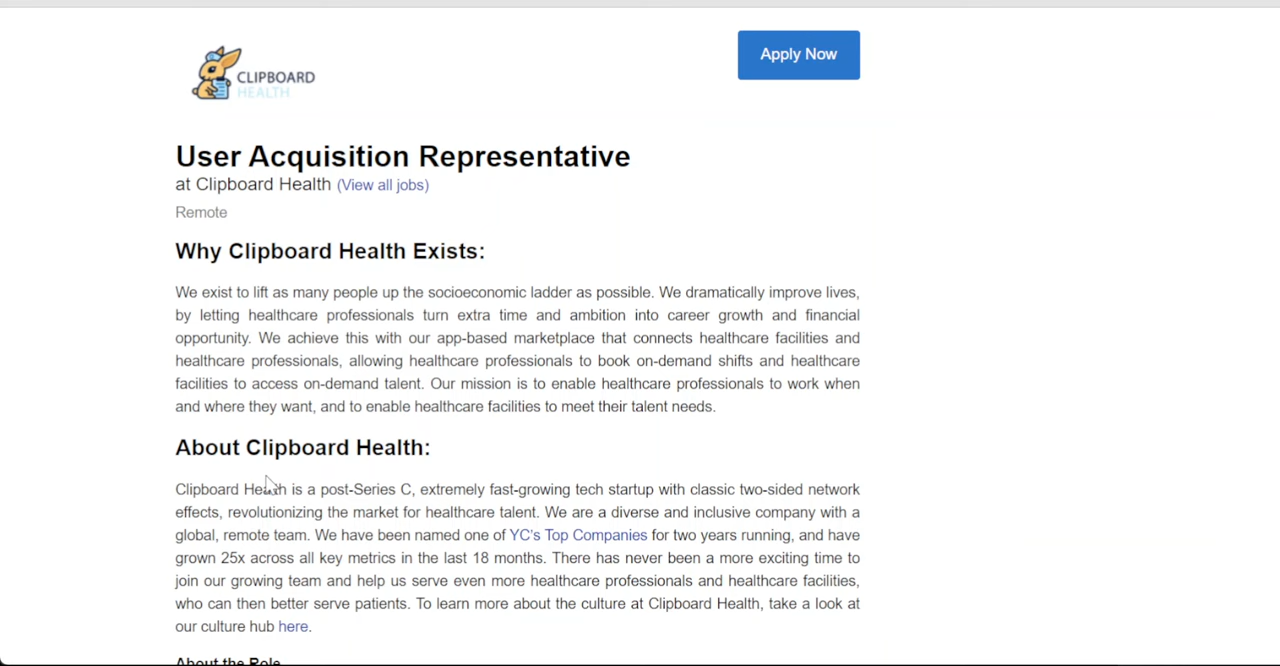 CLIPBOARD
HEALTH
Apply Now
User Acquisition Representative
at Clipboard Health (View all jobs)
Remote
Why Clipboard Health Exists:
We exist to lift as many people up the socioeconomic ladder as possible. We dramatically improve lives,
by letting healthcare professionals turn extra time and ambition into career growth and financial
opportunity. We achieve this with our app-based marketplace that connects healthcare facilities and
healthcare professionals, allowing healthcare professionals to book on-demand shifts and healthcare
facilities to access on-demand talent. Our mission is to enable healthcare professionals to work when
and where they want, and to enable healthcare facilities to meet their talent needs.
About Clipboard Health:
Clipboard Health is a post-Series C, extremely fast-growing tech startup with classic two-sided network
effects, revolutionizing the market for healthcare talent. We are a diverse and inclusive company with a
global, remote team. We have been named one of YC's Top Companies for two years running, and have
grown 25x across all key metrics in the last 18 months. There has never been a more exciting time to
join our growing team and help us serve even more healthcare professionals and healthcare facilities,
who can then better serve patients. To learn more about the culture at Clipboard Health, take a look at
our culture hub here.
About the Role